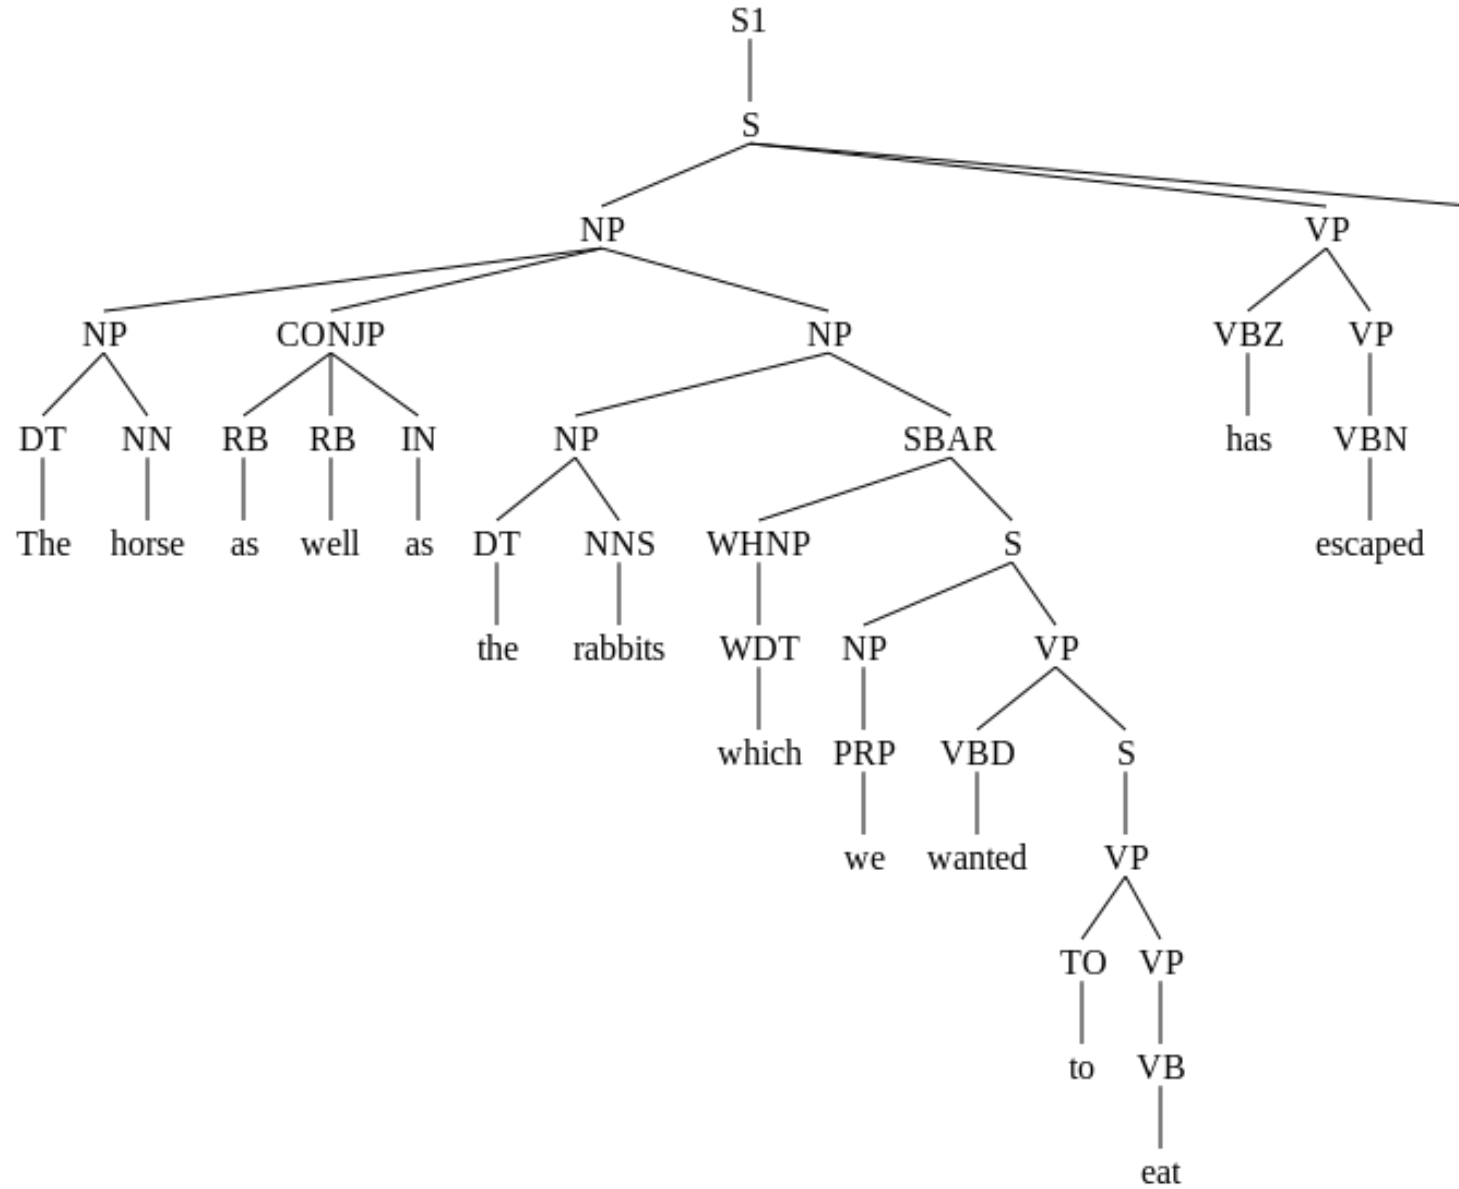 S1
S
NP VP
NP CONJP NP VBZ VP
DT NN RB RB IN NP SBAR has VBN
The horse as well as DT NNS WHNP S escaped
the rabbits WDT NP VP
which PRP VBD S
we wanted VP
TO VP
to VB
eat